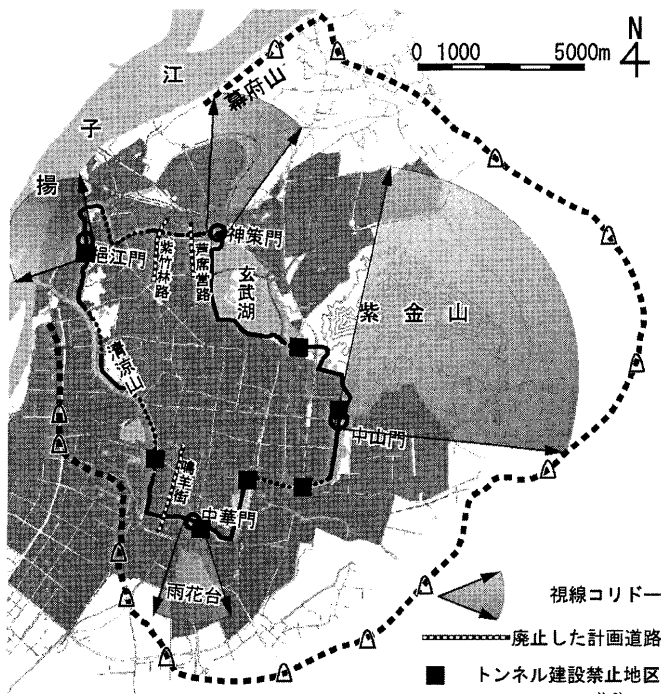 江
N
0 1000 5000m
幕府山
子
揚
神策門
挹江門
紫竹林路
芦席営路
玄武湖
紫金山
清凉山
中山門
鳴羊街
中華門
雨花台
視線コリドー
廃止した計画道路
トンネル建設禁止地区